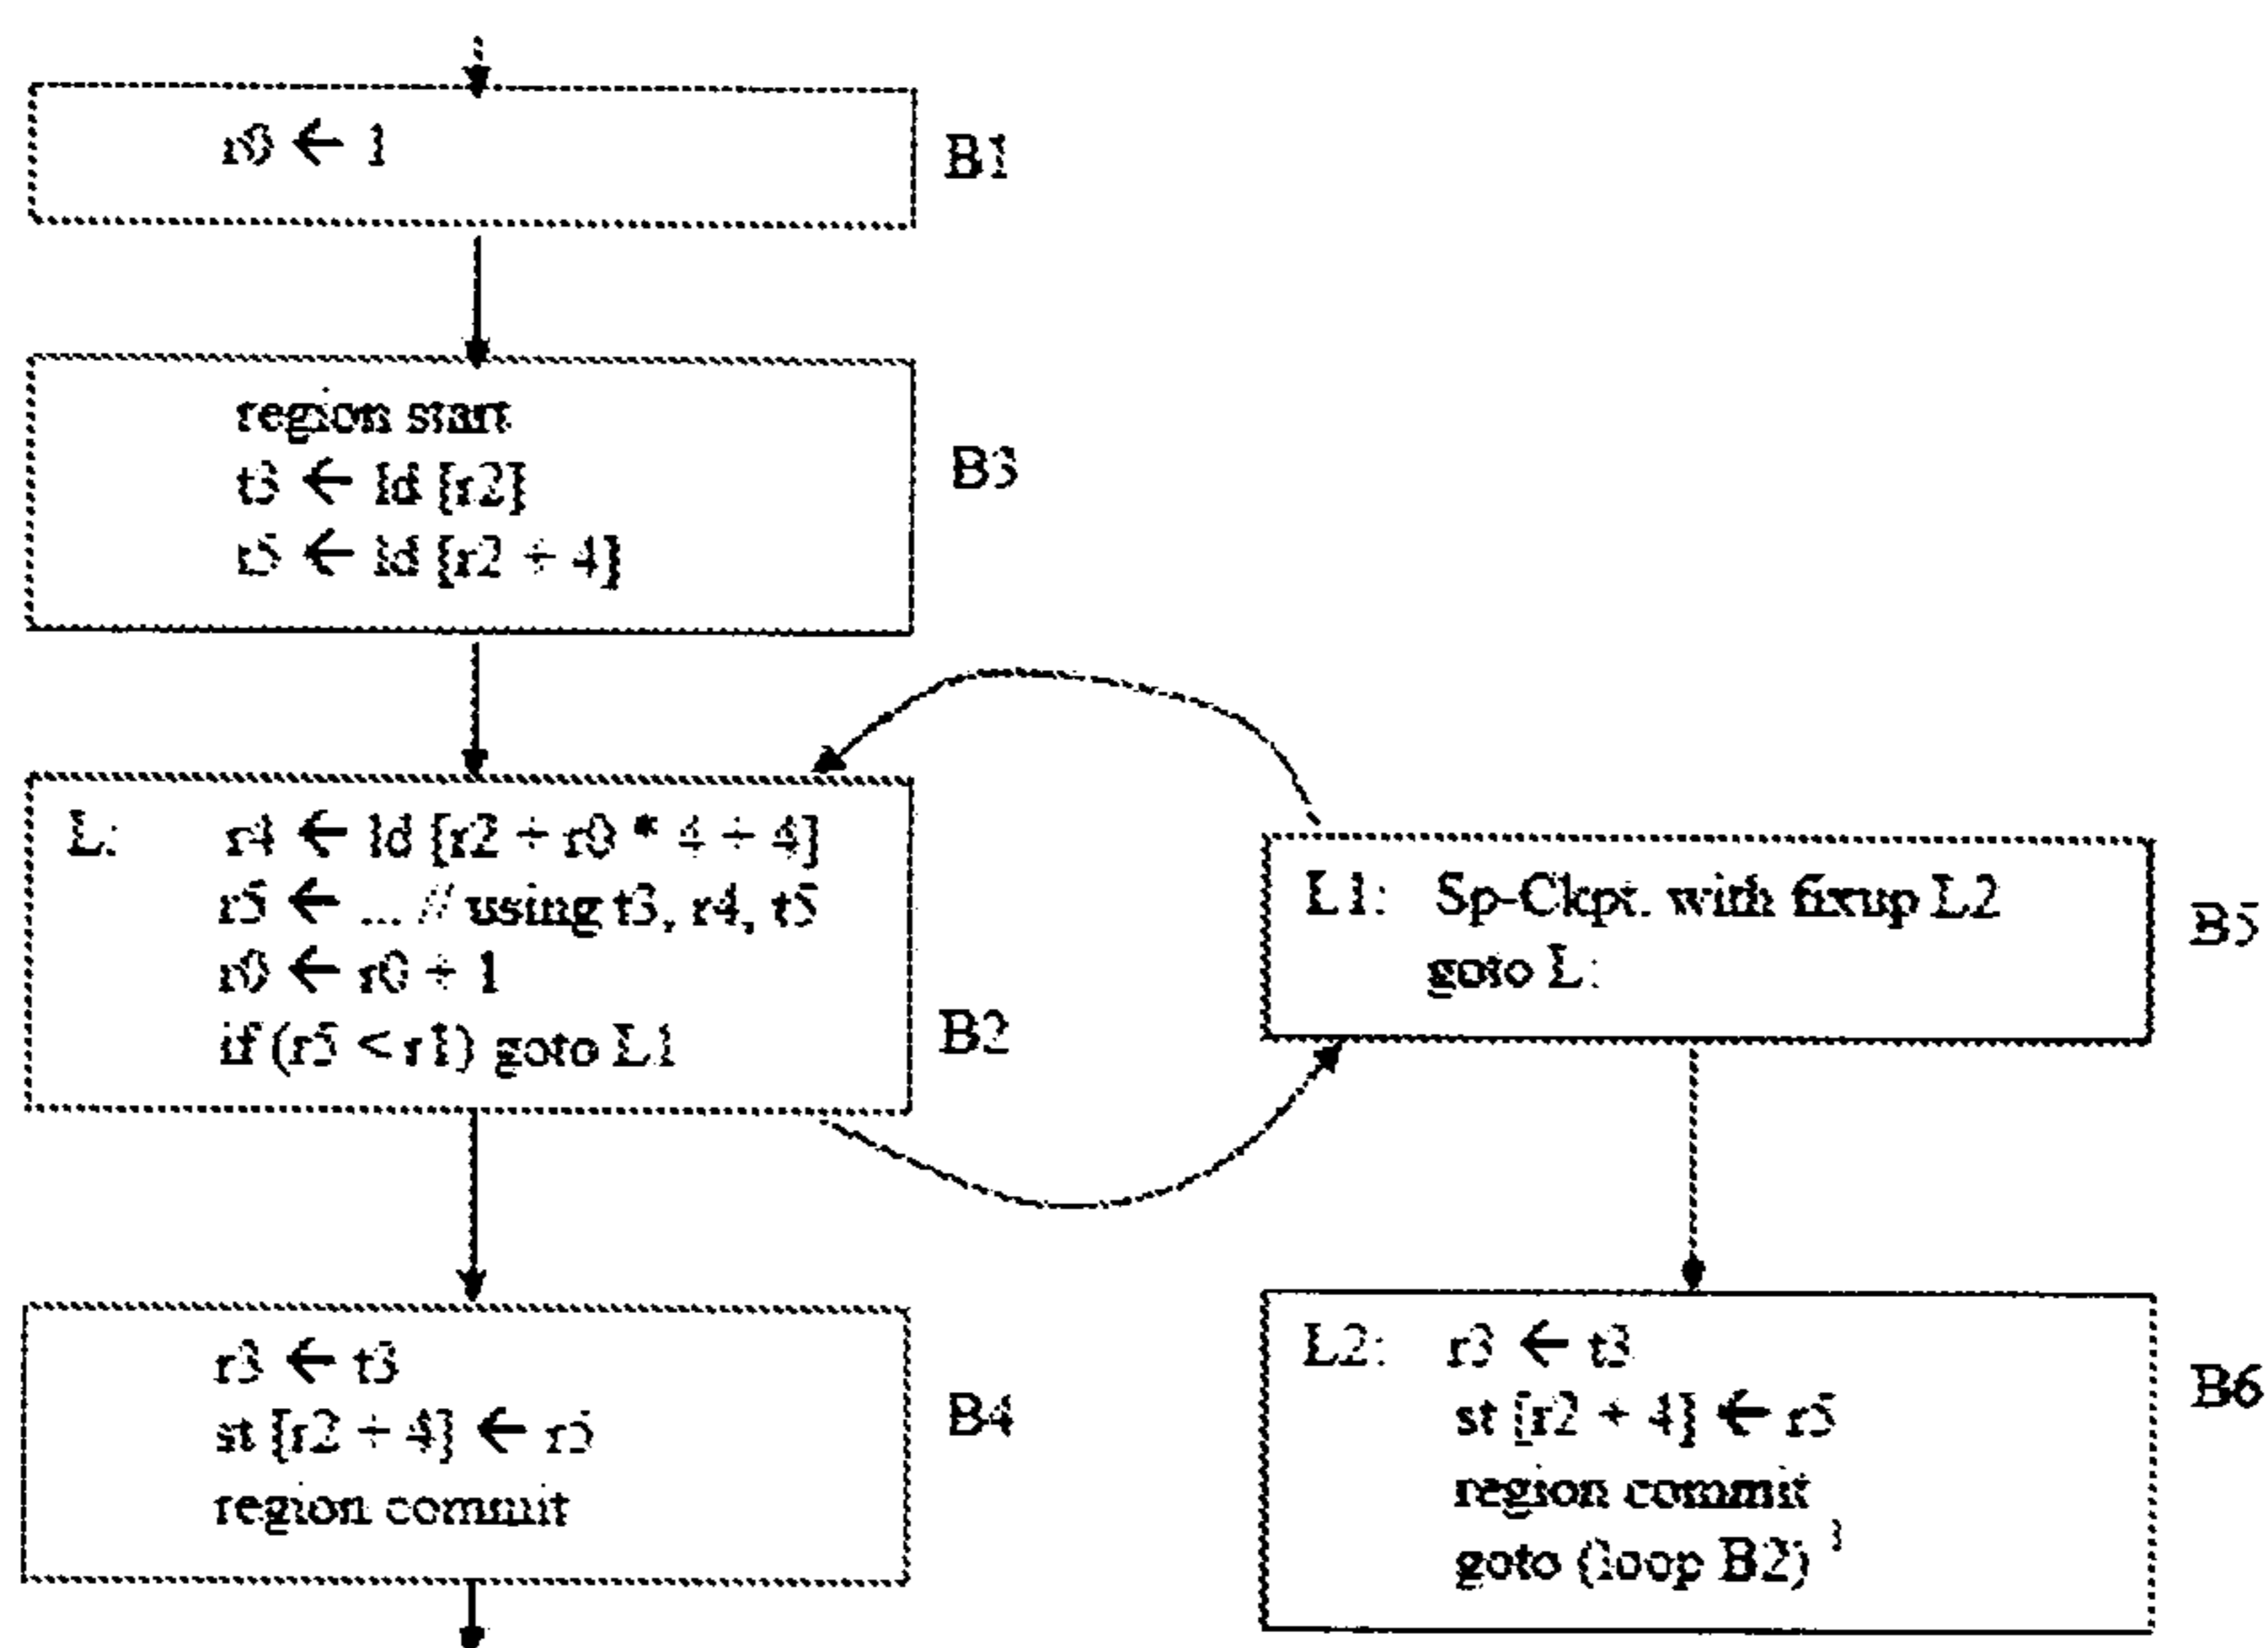 r0 ← 1
B1
region start
t3 ← ld [r2]
t5 ← ld [r2 + 4]
B3
L: r4 ← ld [r2 + r0 * 4 + 4]
r5 ← ... // using t3, r4, t5
r0 ← r0 + 1
if (r5 < r1) goto L1
B2
L1: Sp-Ckpt. with fixup L2
goto L:
B5
r3 ← t3
st [r2 + 4] ← r5
region commit
B4
L2: r3 ← t3
st [r2 + 4] ← r5
region commit
goto (loop B2)
B6